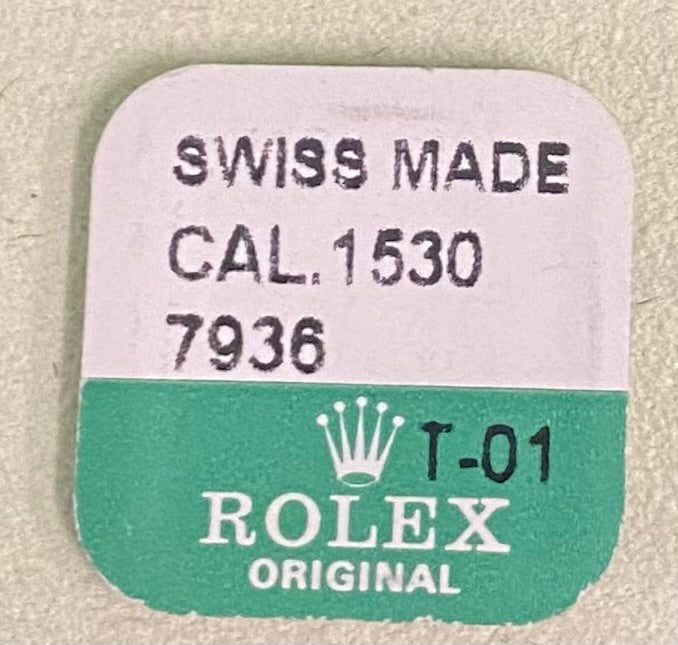 SWISS MADE
CAL.1530
7936
T-01
ROLEX
ORIGINAL